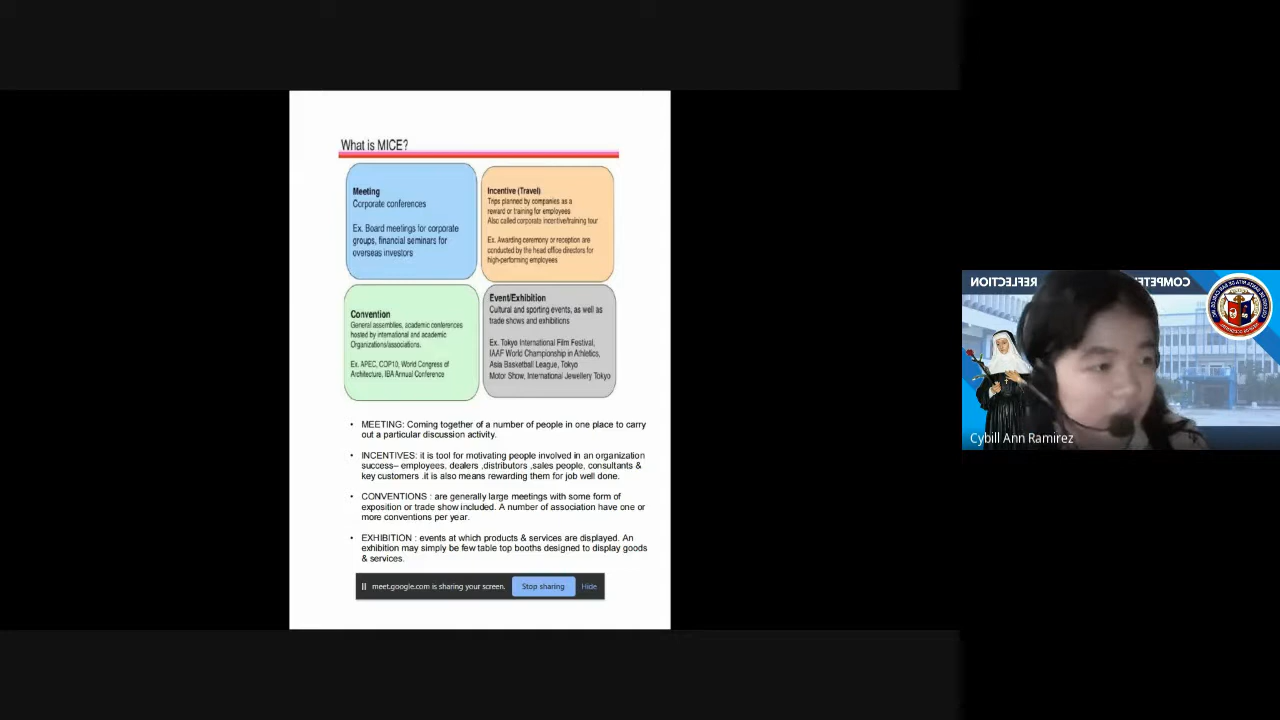 What is MICE?
Meeting
Corporate conferences
Ex. Board meetings for corporate
groups, financial seminars for
overseas investors
Incentive (Travel)
Trips planned by companies as a
reward or training for employees
Also called corporate incentive/training tour
Ex. Awarding ceremony or reception are
conducted by the head office directors for
high-performing employees
Convention
General assemblies, academic conferences
hosted by international and academic
Organizations/associations.
Ex. APEC, COP10, World Congress of
Architecture, IBA Annual Conference
Event/Exhibition
Cultural and sporting events, as well as
trade shows and exhibitions
Ex. Tokyo International Film Festival,
IAAF World Championship in Athletics,
Asia Basketball League, Tokyo
Motor Show, International Jewellery Tokyo
• MEETING: Coming together of a number of people in one place to carry
out a particular discussion activity.
• INCENTIVES: it is tool for motivating people involved in an organization
success– employees, dealers ,distributors ,sales people, consultants &
key customers .it is also means rewarding them for job well done.
• CONVENTIONS : are generally large meetings with some form of
exposition or trade show included. A number of association have one or
more conventions per year.
• EXHIBITION : events at which products & services are displayed. An
exhibition may simply be few table top booths designed to display goods
& services.
meet.google.com is sharing your screen. Stop sharing Hide
REFLECTION
Cybill Ann Ramirez